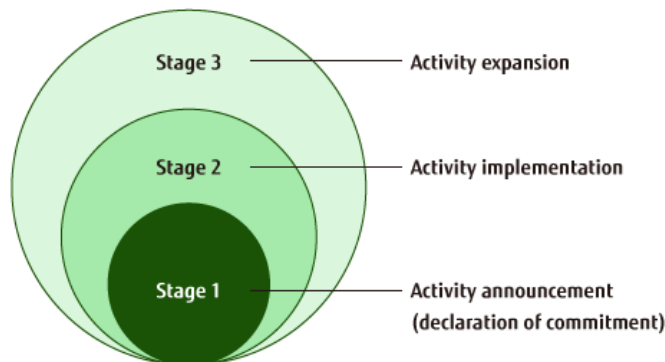 Stage 3
Activity expansion
Stage 2
Activity implementation
Stage 1
Activity announcement
(declaration of commitment)